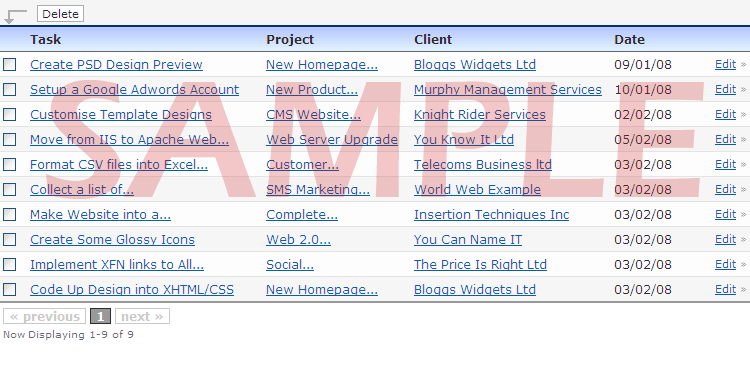 Delete
Task Project Client Date
Create PSD Design Preview New Homepage... Bloggs Widgets Ltd 09/01/08 Edit »
Setup a Google Adwords Account New Product... Murphy Management Services 10/01/08 Edit »
Customise Template Designs CMS Website... Knight Rider Services 02/02/08 Edit »
Move from IIS to Apache Web... Web Server Upgrade You Know It Ltd 05/02/08 Edit »
Format CSV files into Excel... Customer... Telecoms Business ltd 03/02/08 Edit »
Collect a list of... SMS Marketing... World Web Example 03/02/08 Edit »
Make Website into a... Complete... Insertion Techniques Inc 03/02/08 Edit »
Create Some Glossy Icons Web 2.0... You Can Name IT 03/02/08 Edit »
Implement XFN links to All... Social... The Price Is Right Ltd 03/02/08 Edit »
Code Up Design into XHTML/CSS New Homepage... Bloggs Widgets Ltd 03/02/08 Edit »
« previous 1 next »
Now Displaying 1-9 of 9
SAMPLE